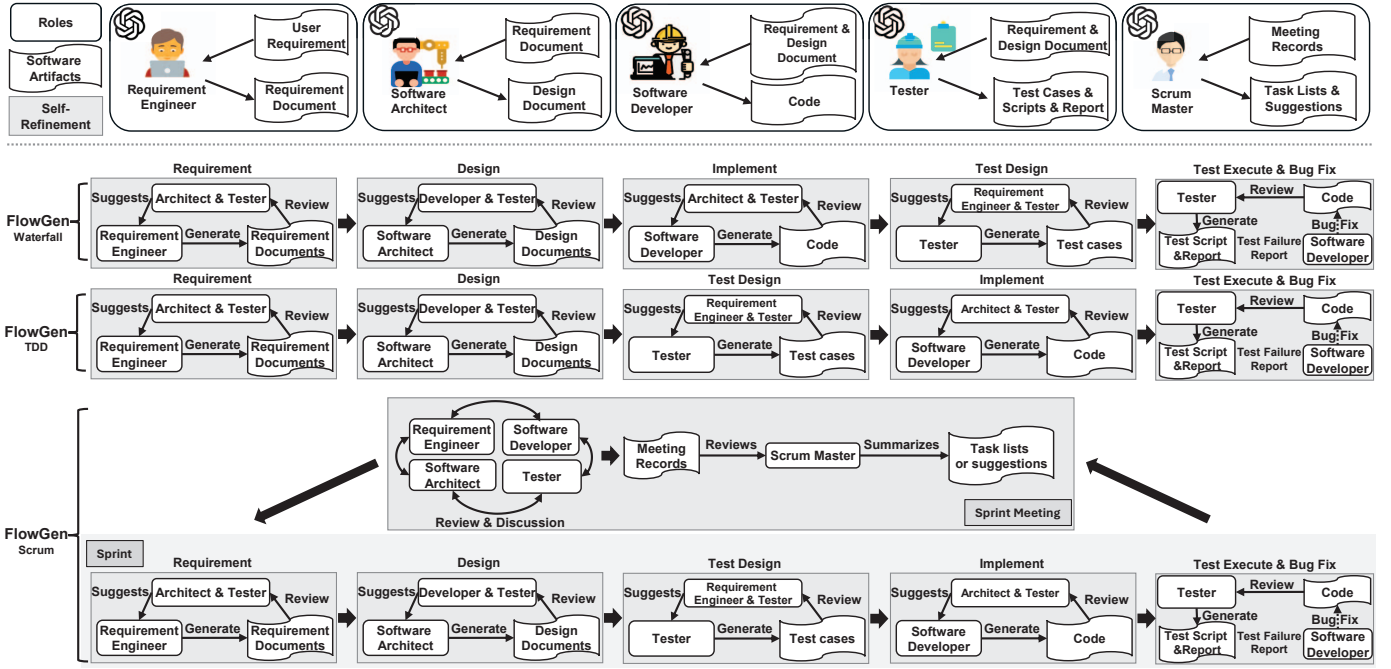 Roles
Software
Artifacts
Self-
Refinement
User
Requirement
Requirement
Engineer
Requirement
Document
Requirement
Document
Software
Architect
Design
Document
Requirement &
Design
Document
Software
Developer
Code
Requirement &
Design Document
Tester
Test Cases &
Scripts & Report
Meeting
Records
Scrum
Master
Task Lists &
Suggestions
FlowGen
Waterfall
Requirement
Suggests
Architect & Tester
Review
Requirement
Engineer
Generate
Requirement
Documents
Design
Suggests
Developer & Tester
Review
Software
Architect
Generate
Design
Documents
Implement
Suggests
Architect & Tester
Review
Software
Developer
Generate
Code
Test Design
Suggests
Requirement
Engineer & Tester
Review
Tester
Generate
Test cases
Test Execute & Bug Fix
Tester
Review
Code
Generate
Bug Fix
Test Script
&Report
Test Failure
Report
Software
Developer
FlowGen
TDD
Requirement
Suggests
Architect & Tester
Review
Requirement
Engineer
Generate
Requirement
Documents
Design
Suggests
Developer & Tester
Review
Software
Architect
Generate
Design
Documents
Test Design
Suggests
Requirement
Engineer & Tester
Review
Tester
Generate
Test cases
Implement
Suggests
Architect & Tester
Review
Software
Developer
Generate
Code
Test Execute & Bug Fix
Tester
Review
Code
Generate
Bug Fix
Test Script
&Report
Test Failure
Report
Software
Developer
FlowGen
Scrum
Requirement
Engineer
Software
Developer
Software
Architect
Tester
Review & Discussion
Meeting
Records
Reviews
Scrum Master
Summarizes
Task lists
or suggestions
Sprint Meeting
Sprint
Requirement
Suggests
Architect & Tester
Review
Requirement
Engineer
Generate
Requirement
Documents
Design
Suggests
Developer & Tester
Review
Software
Architect
Generate
Design
Documents
Test Design
Suggests
Requirement
Engineer & Tester
Review
Tester
Generate
Test cases
Implement
Suggests
Architect & Tester
Review
Software
Developer
Generate
Code
Test Execute & Bug Fix
Tester
Review
Code
Generate
Bug Fix
Test Script
&Report
Test Failure
Report
Software
Developer